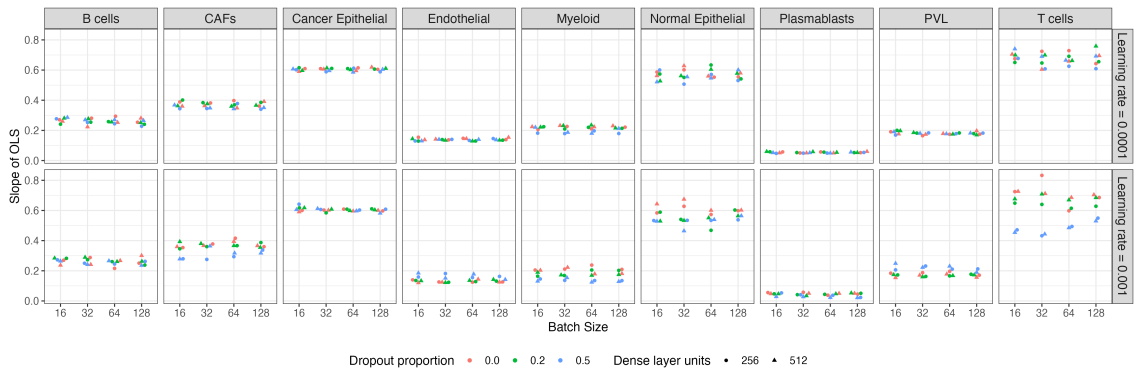 B cells CAFs Cancer Epithelial Endothelial Myeloid Normal Epithelial Plasmablasts PVL T cells
0.8
0.6
0.4
0.2
0.0
Learning rate = 0.0001
Slope of OLS
0.8
0.6
0.4
0.2
0.0
Learning rate = 0.001
16 32 64 128 16 32 64 128 16 32 64 128 16 32 64 128 16 32 64 128 16 32 64 128 16 32 64 128 16 32 64 128 16 32 64 128
Batch Size
Dropout proportion 0.0 0.2 0.5 Dense layer units 256 512